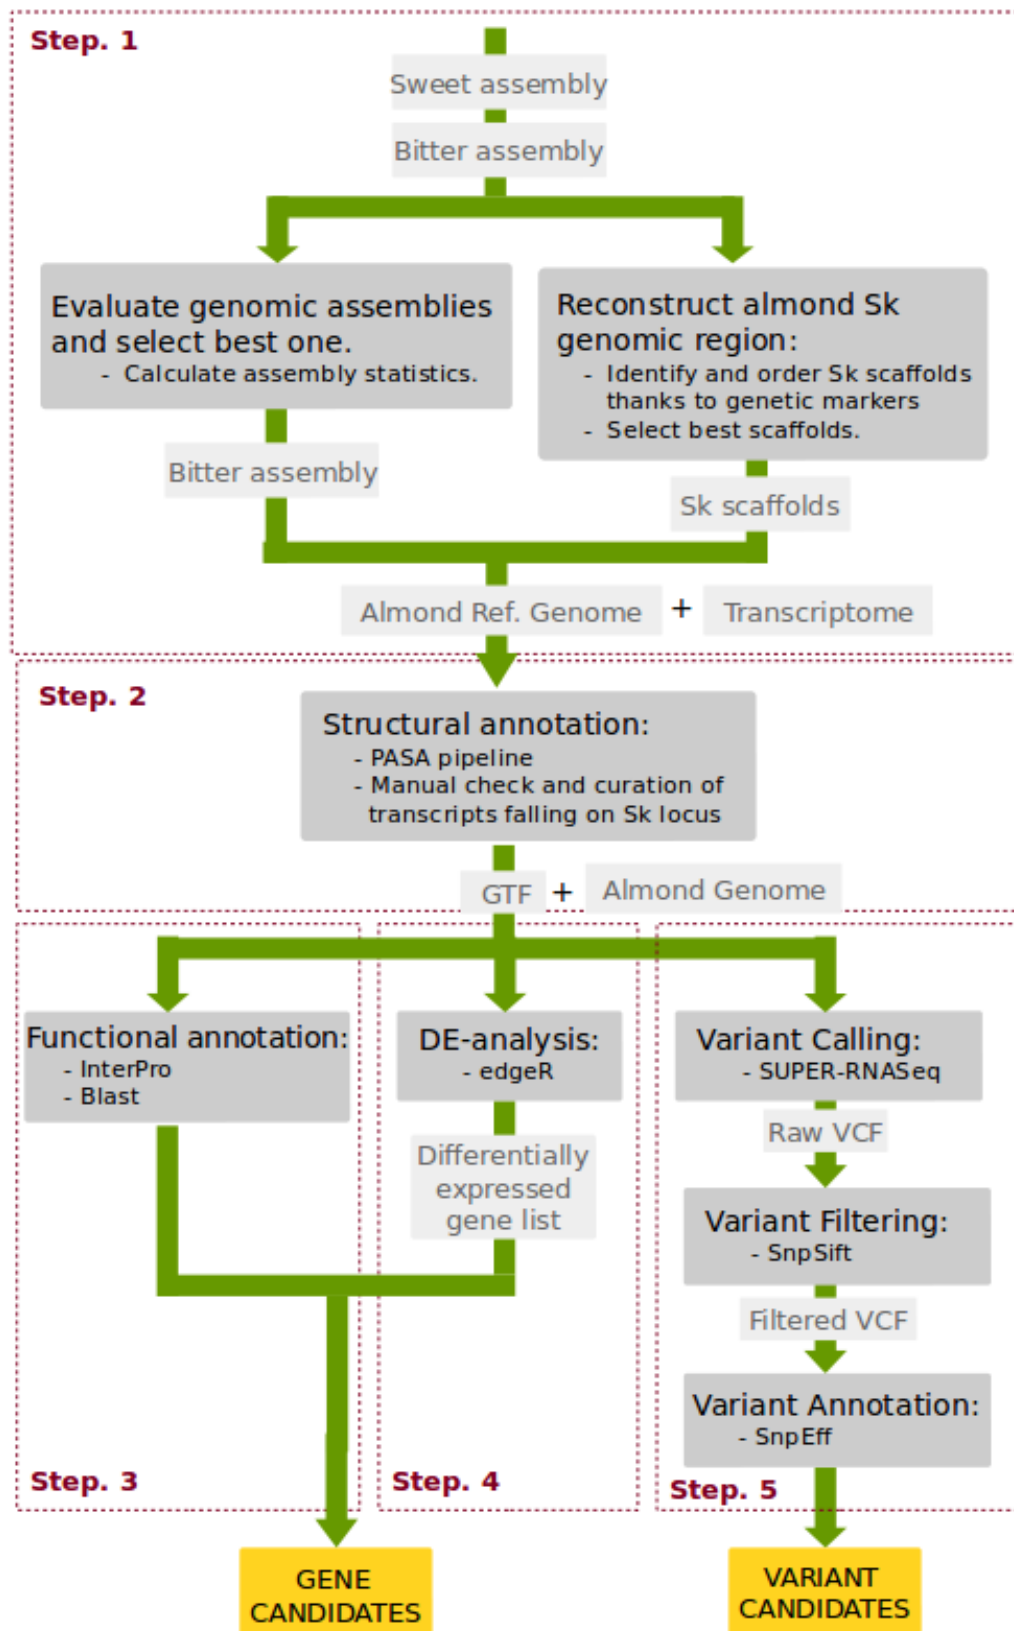 Step. 1
Sweet assembly
Bitter assembly
Evaluate genomic assemblies
and select best one.
- Calculate assembly statistics.
Reconstruct almond Sk
genomic region:
- Identify and order Sk scaffolds
thanks to genetic markers
- Select best scaffolds.
Bitter assembly
Sk scaffolds
Almond Ref. Genome + Transcriptome
Step. 2
Structural annotation:
- PASA pipeline
- Manual check and curation of
transcripts falling on Sk locus
GTF + Almond Genome
Functional annotation:
- InterPro
- Blast
DE-analysis:
- edgeR
Differentially
expressed
gene list
Variant Calling:
- SUPER-RNASeq
Raw VCF
Variant Filtering:
- SnpSift
Filtered VCF
Variant Annotation:
- SnpEff
Step. 3
Step. 4
Step. 5
GENE
CANDIDATES
VARIANT
CANDIDATES